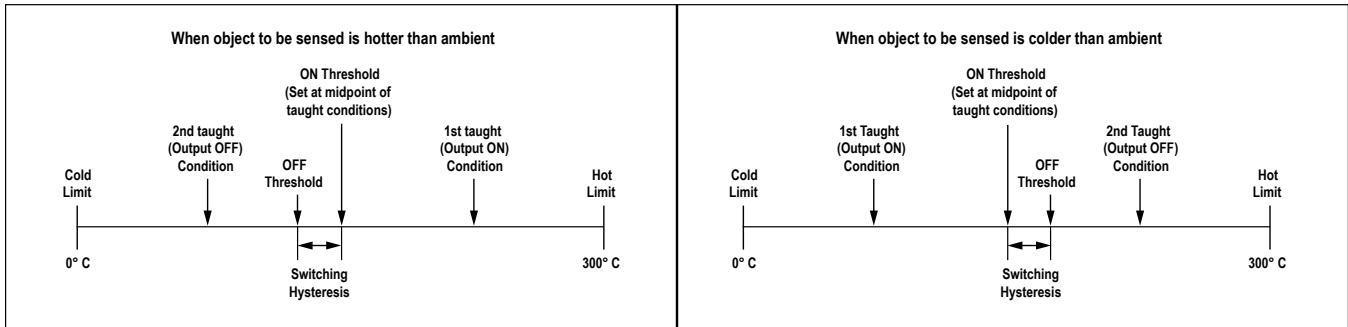 When object to be sensed is hotter than ambient
ON Threshold
(Set at midpoint of
taught conditions)
2nd taught
(Output OFF)
Condition
1st taught
(Output ON)
Condition
OFF
Threshold
Cold
Limit
Hot
Limit
0° C
300° C
Switching
Hysteresis
When object to be sensed is colder than ambient
ON Threshold
(Set at midpoint of
taught conditions)
1st Taught
(Output ON)
Condition
2nd Taught
(Output OFF)
Condition
OFF
Threshold
Cold
Limit
Hot
Limit
0° C
300° C
Switching
Hysteresis